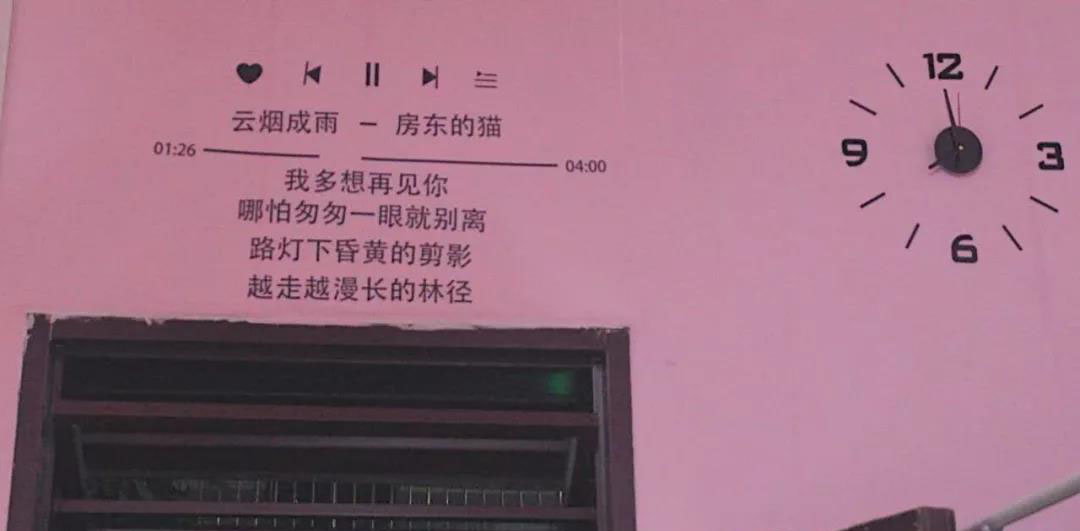 云烟成雨 - 房东的猫
01:26 04:00
我多想再见你
哪怕匆匆一眼就别离
路灯下昏黄的剪影
越走越漫长的林径
12
9 3
6